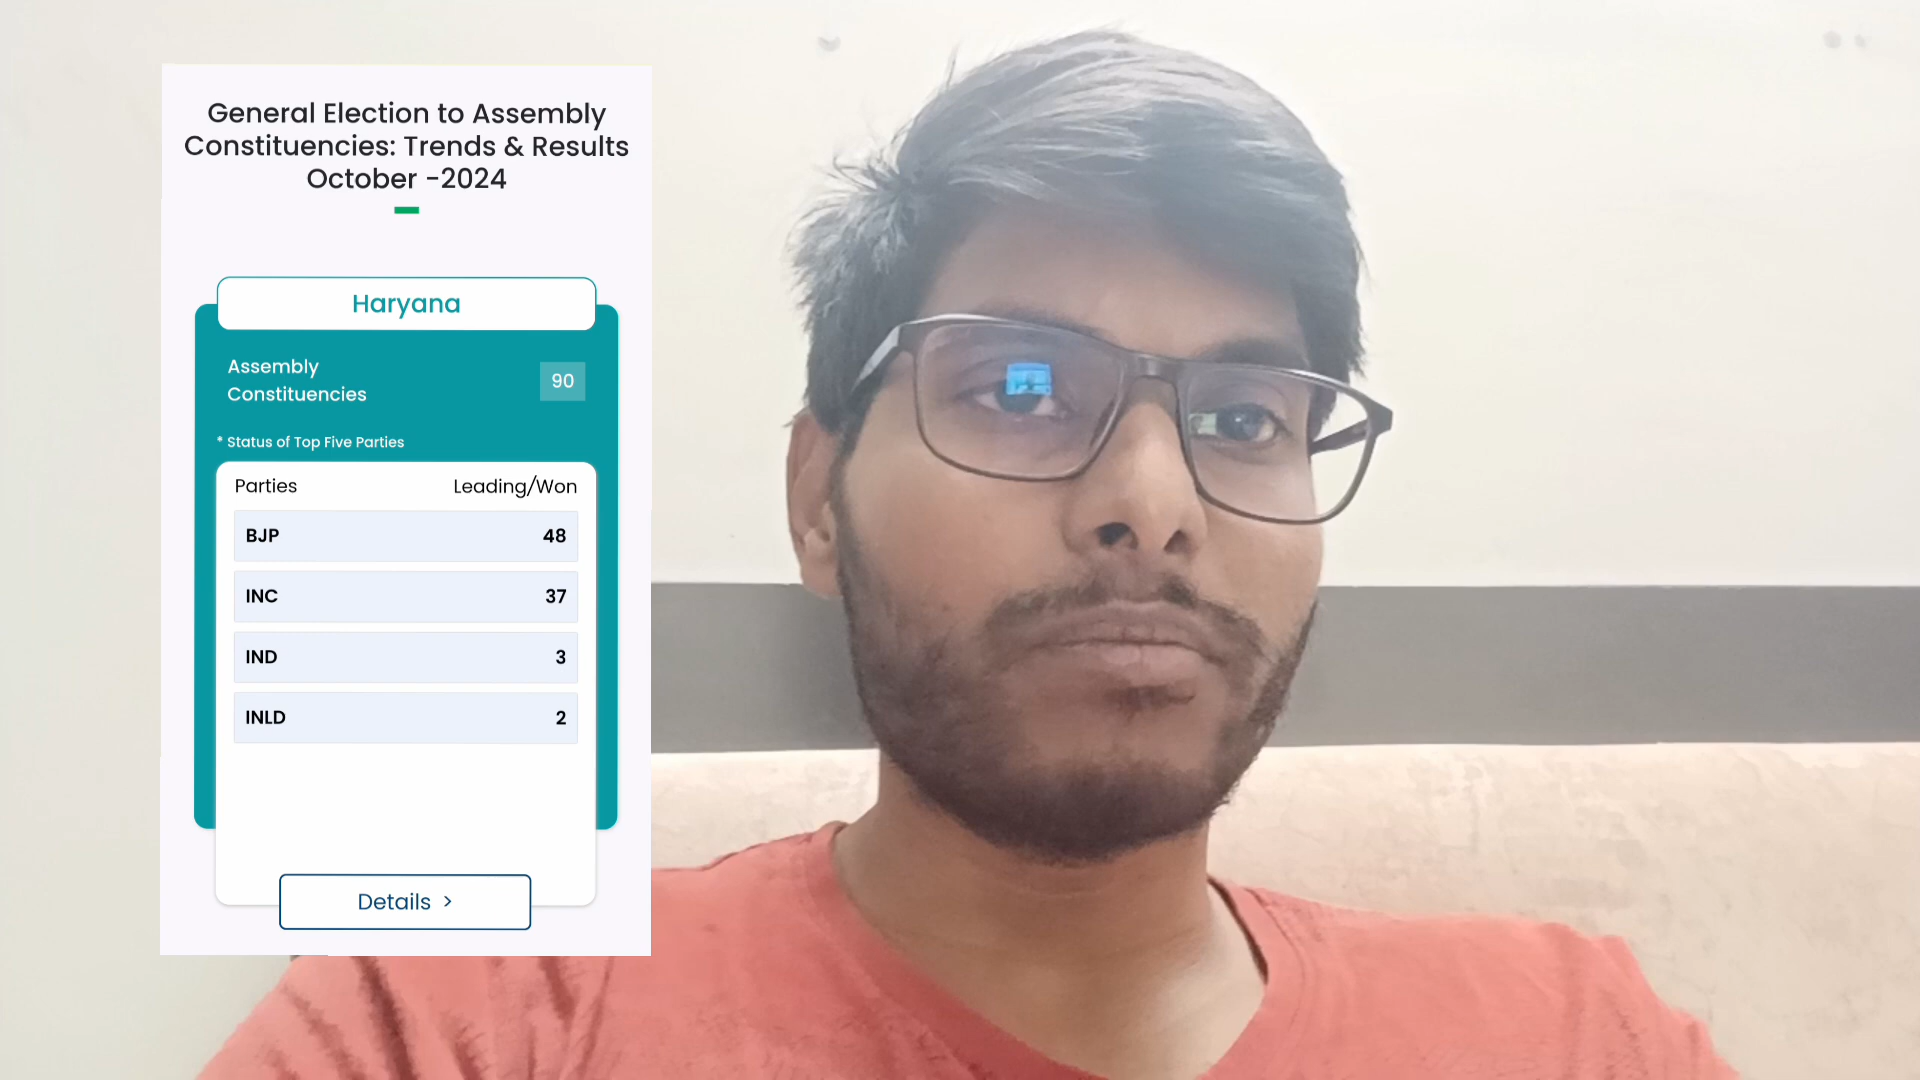 General Election to Assembly
Constituencies: Trends & Results
October -2024
Haryana
Assembly
Constituencies
90
* Status of Top Five Parties
Parties Leading/Won
BJP 48
INC 37
IND 3
INLD 2
Details >